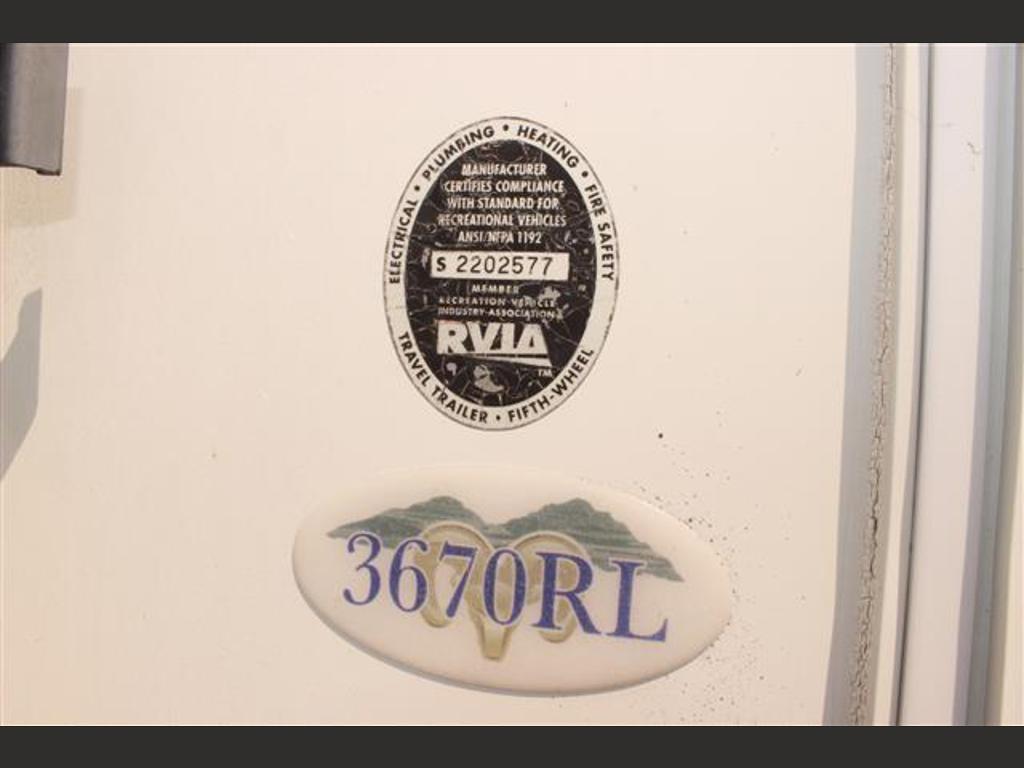 ELECTRICAL • PLUMBING • HEATING • FIRE SAFETY
MANUFACTURER
CERTIFIES COMPLIANCE
WITH STANDARD FOR
RECREATIONAL VEHICLES
ANSI/NFPA 1192
S 2202577
MEMBER
RECREATION VEHICLE
INDUSTRY ASSOCIATION
RVIA
TM
TRAVEL TRAILER • FIFTH-WHEEL
3670RL